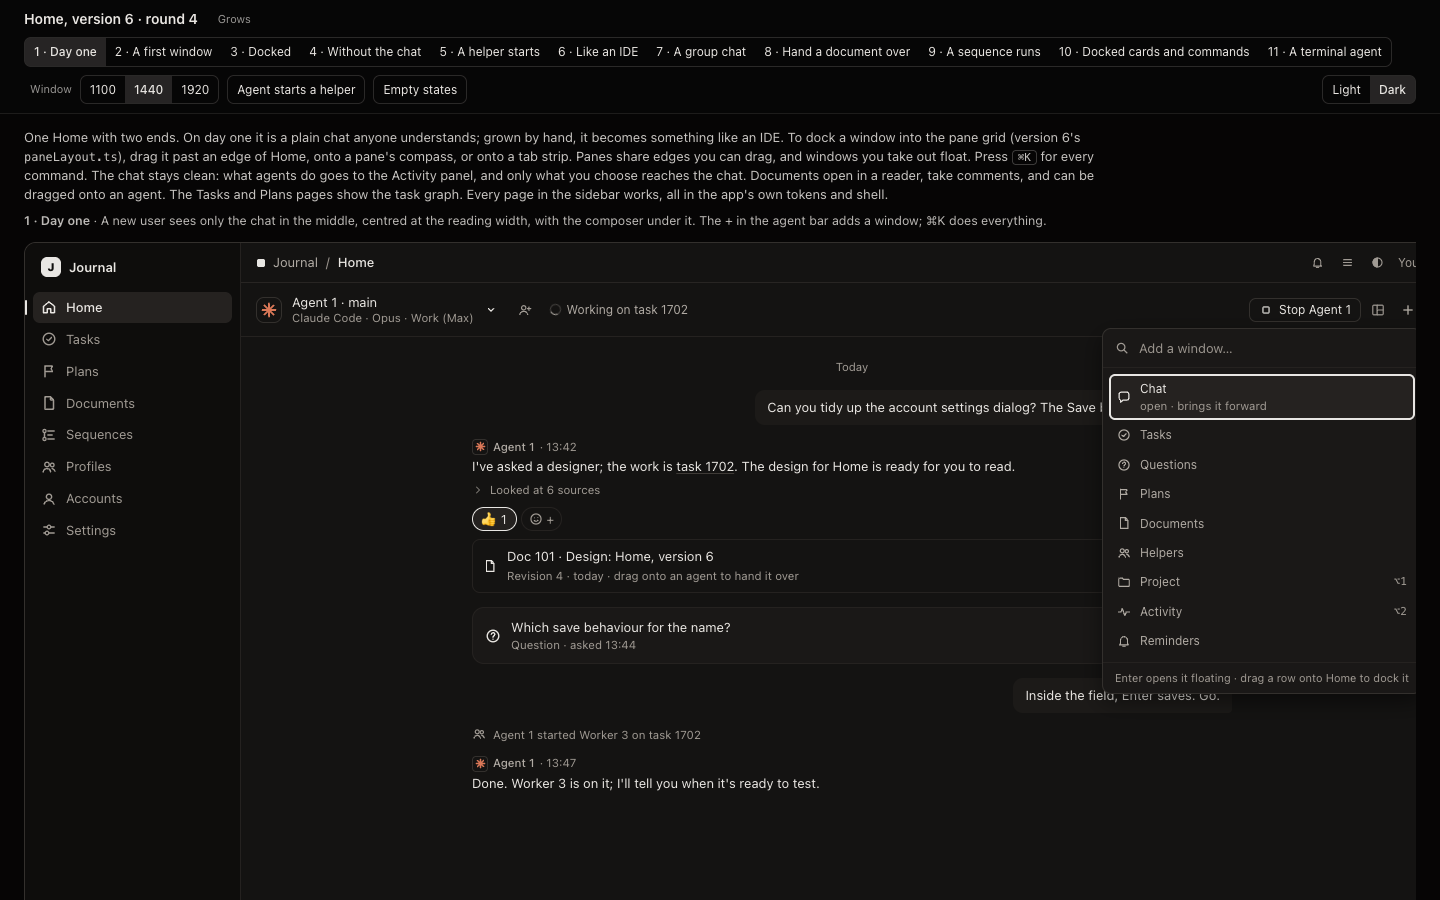 Home, version 6 · round 4 Grows
1 · Day one 2 · A first window 3 · Docked 4 · Without the chat 5 · A helper starts 6 · Like an IDE 7 · A group chat 8 · Hand a document over 9 · A sequence runs 10 · Docked cards and commands 11 · A terminal agent
Window 1100 1440 1920 Agent starts a helper Empty states Light Dark
One Home with two ends. On day one it is a plain chat anyone understands; grown by hand, it becomes something like an IDE. To dock a window into the pane grid (version 6's
paneLayout.ts), drag it past an edge of Home, onto a pane's compass, or onto a tab strip. Panes share edges you can drag, and windows you take out float. Press ⌘K for every
command. The chat stays clean: what agents do goes to the Activity panel, and only what you choose reaches the chat. Documents open in a reader, take comments, and can be
dragged onto an agent. The Tasks and Plans pages show the task graph. Every page in the sidebar works, all in the app's own tokens and shell.
1 · Day one · A new user sees only the chat in the middle, centred at the reading width, with the composer under it. The + in the agent bar adds a window; ⌘K does everything.
J Journal
Home
Tasks
Plans
Documents
Sequences
Profiles
Accounts
Settings
Journal / Home
You
Agent 1 · main
Claude Code · Opus · Work (Max)
Working on task 1702
Stop Agent 1
Today
Can you tidy up the account settings dialog? The Save
Agent 1 · 13:42
I've asked a designer; the work is task 1702. The design for Home is ready for you to read.
Looked at 6 sources
👍 1 +
Doc 101 · Design: Home, version 6
Revision 4 · today · drag onto an agent to hand it over
Which save behaviour for the name?
Question · asked 13:44
Inside the field, Enter saves. Go.
Agent 1 started Worker 3 on task 1702
Agent 1 · 13:47
Done. Worker 3 is on it; I'll tell you when it's ready to test.
Add a window…
Chat
open · brings it forward
Tasks
Questions
Plans
Documents
Helpers
Project ⌥1
Activity ⌥2
Reminders
Enter opens it floating · drag a row onto Home to dock it